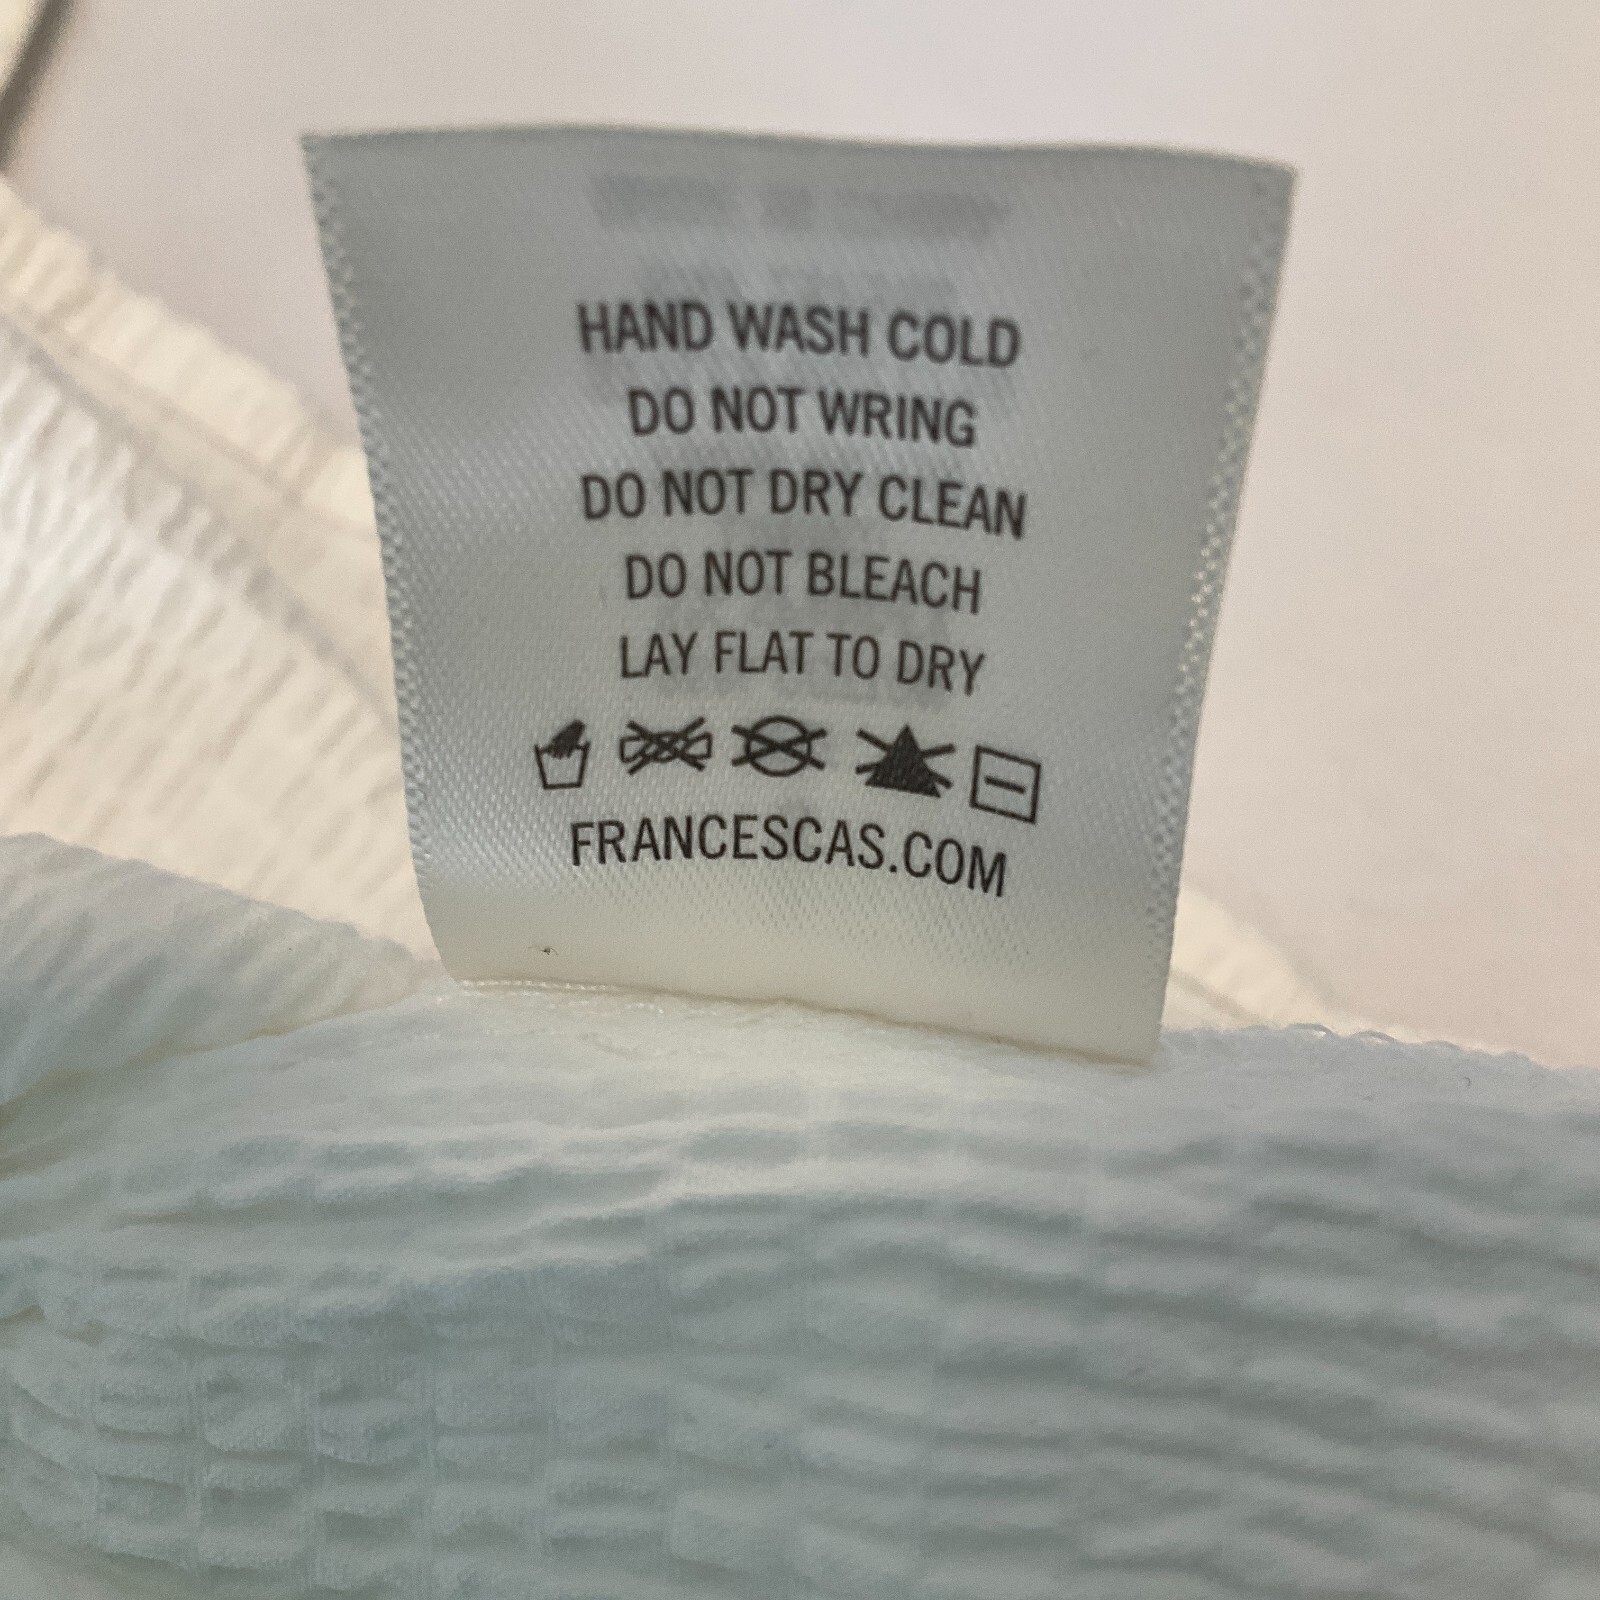 HAND WASH COLD
DO NOT WRING
DO NOT DRY CLEAN
DO NOT BLEACH
LAY FLAT TO DRY
FRANCESCAS.COM